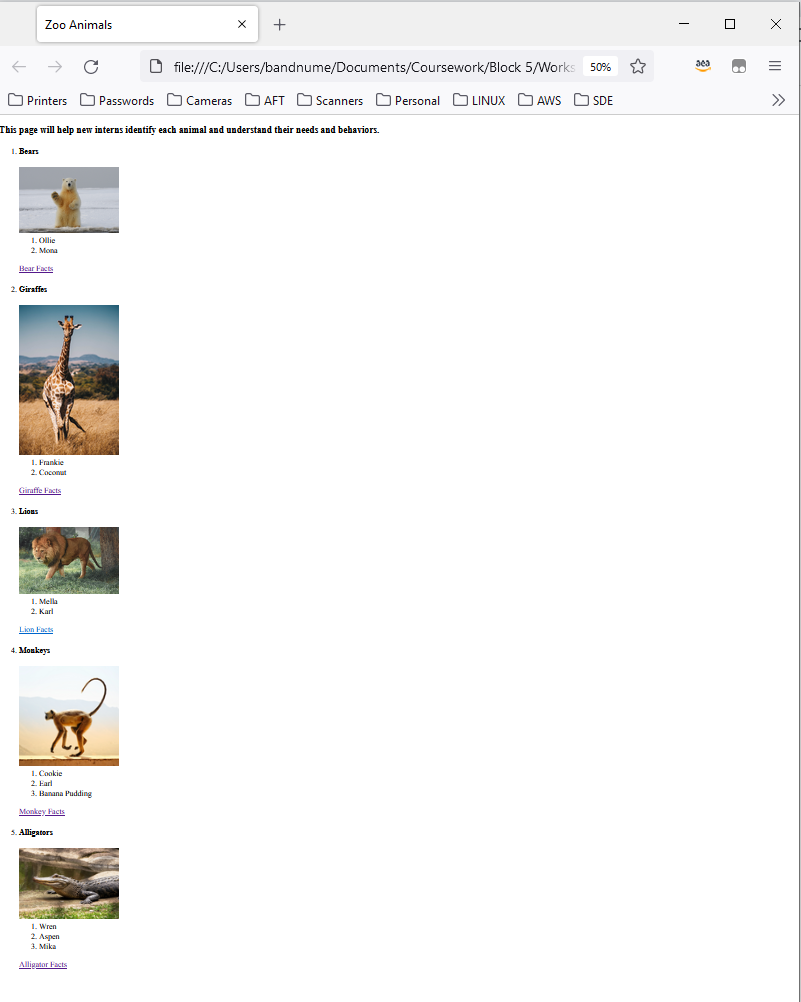 Zoo Animals
file:///C:/Users/bandnume/Documents/Coursework/Block 5/Works
50%
Printers
Passwords
Cameras
AFT
Scanners
Personal
LINUX
AWS
SDE
This page will help new interns identify each animal and understand their needs and behaviors.
1. Bears
1. Ollie
2. Mona
Bear Facts
2. Giraffes
1. Frankie
2. Coconut
Giraffe Facts
3. Lions
1. Mella
2. Karl
Lion Facts
4. Monkeys
1. Cookie
2. Earl
3. Banana Pudding
Monkey Facts
5. Alligators
1. Wren
2. Aspen
3. Mika
Alligator Facts